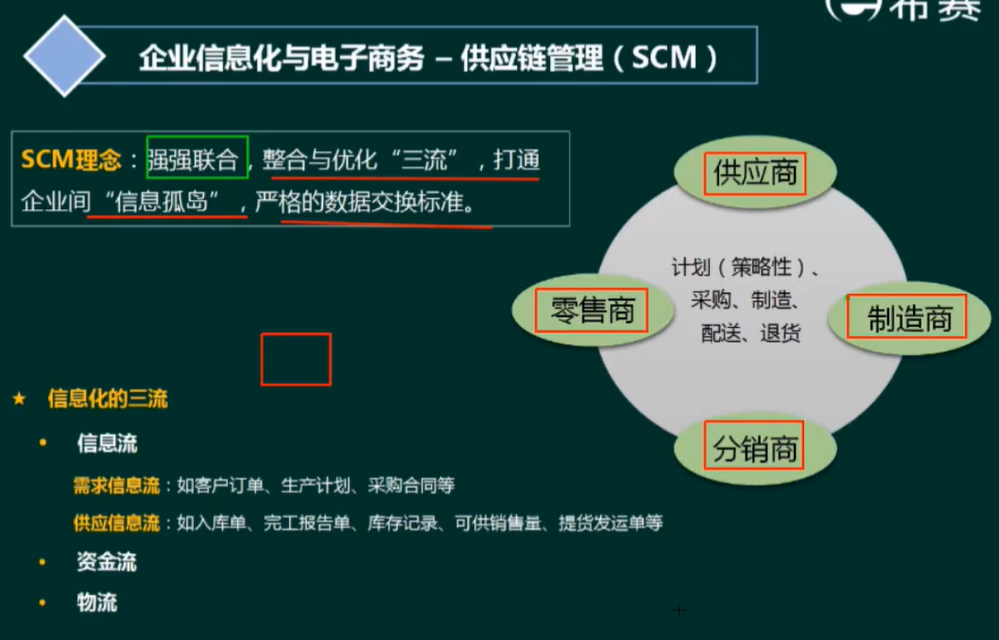 布赛
企业信息化与电子商务 – 供应链管理（SCM）
SCM理念：强强联合，整合与优化“三流”，打通
企业间“信息孤岛”，严格的数据交换标准。
供应商
计划（策略性）、
采购、制造、
配送、退货
零售商
制造商
分销商
★ 信息化的三流
• 信息流
需求信息流：如客户订单、生产计划、采购合同等
供应信息流：如入库单、完工报告单、库存记录、可供销售量、提货发运单等
• 资金流
• 物流